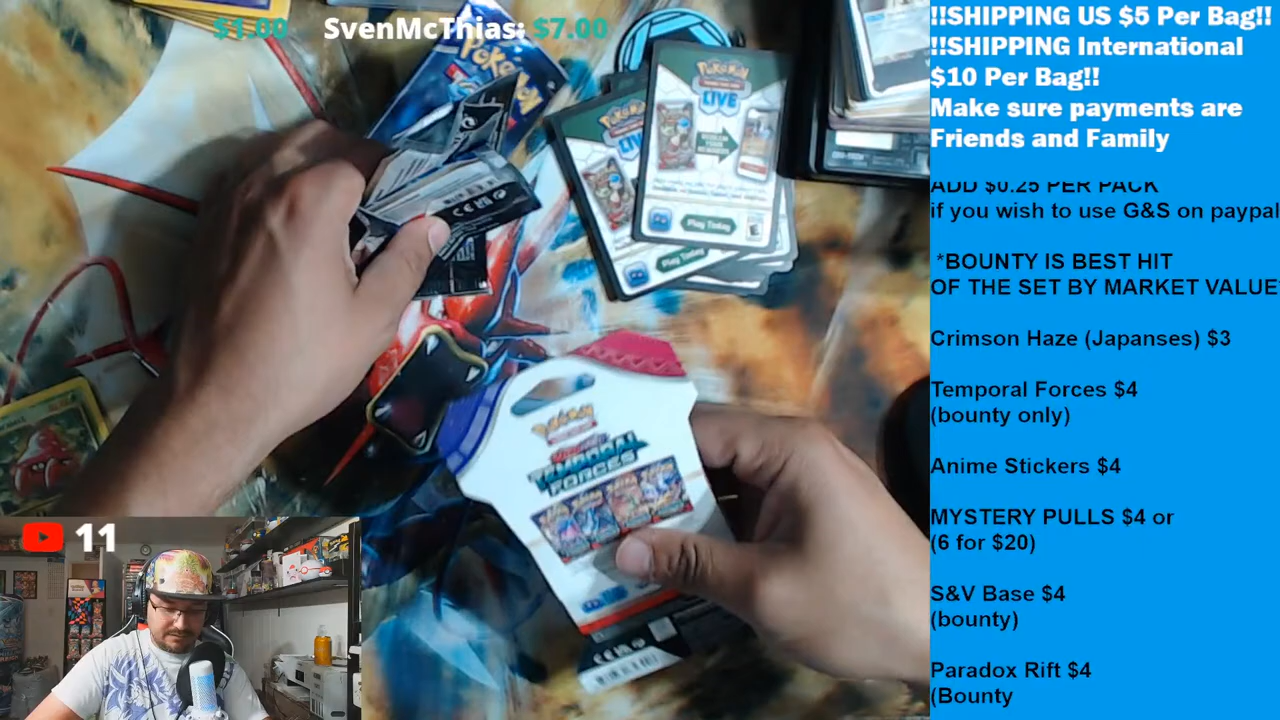 $1.00 SvenMcThias: $7.00
!!SHIPPING US $5 Per Bag!!
!!SHIPPING International
$10 Per Bag!!
Make sure payments are
Friends and Family
ADD $0.25 PER PACK
if you wish to use G&S on paypal
*BOUNTY IS BEST HIT
OF THE SET BY MARKET VALUE
Crimson Haze (Japanses) $3
Temporal Forces $4
(bounty only)
Anime Stickers $4
MYSTERY PULLS $4 or
(6 for $20)
S&V Base $4
(bounty)
Paradox Rift $4
(Bounty
Pokémon
POKÉMON
LIVE
Play Today
Play Today
POKÉMON
TEMPORAL
FORCES
11